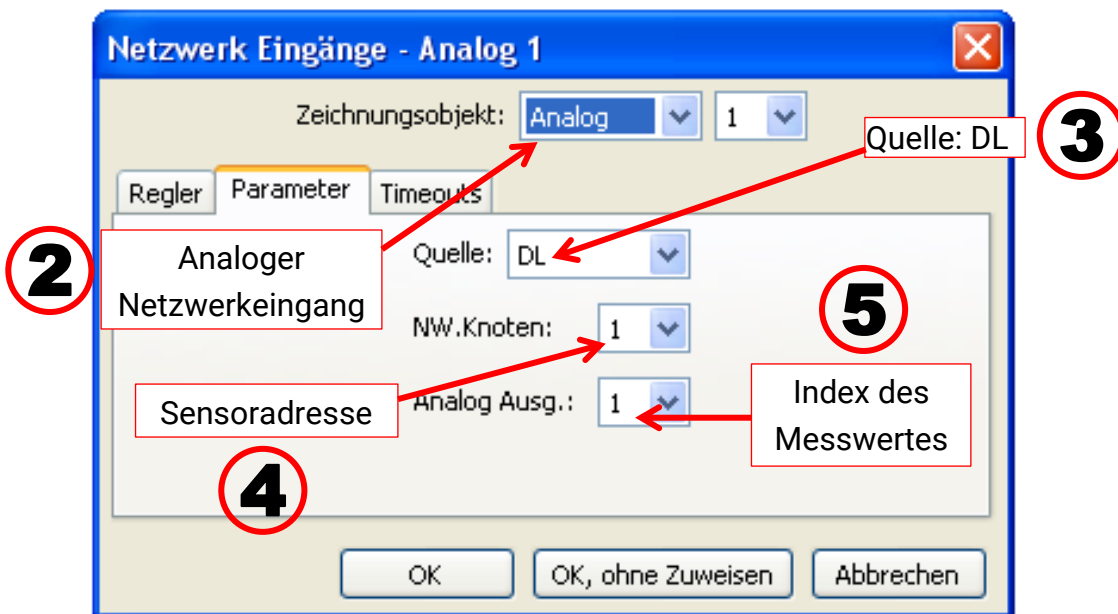 Netzwerk Eingänge - Analog 1
Zeichnungsobjekt: Analog 1
Quelle: DL
3
Regler Parameter Timeouts
2
Analoger
Netzwerkeingang
Quelle: DL
5
NW.Knoten: 1
Sensoradresse
Analog Ausg.: 1
Index des
Messwertes
4
OK OK, ohne Zuweisen Abbrechen